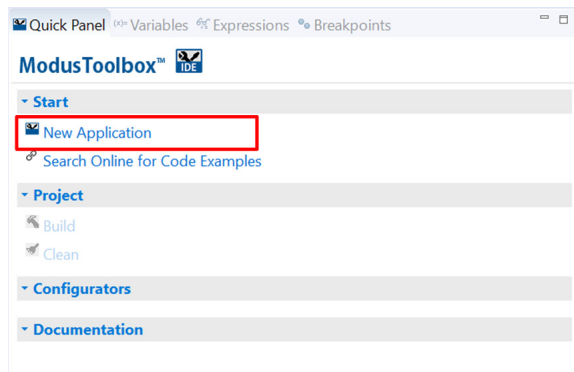 Quick Panel (x)= Variables Expressions Breakpoints
ModusToolbox™ IDE
Start
New Application
Search Online for Code Examples
Project
Build
Clean
Configurators
Documentation